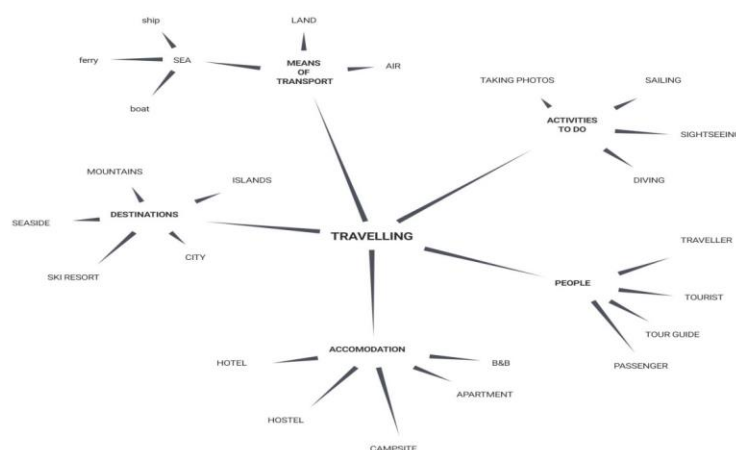 ship
ferry
SEA
boat
LAND
MEANS
OF
TRANSPORT
AIR
TAKING PHOTOS
SAILING
ACTIVITIES
TO DO
SIGHTSEEING
DIVING
MOUNTAINS
ISLANDS
DESTINATIONS
SEASIDE
CITY
SKI RESORT
TRAVELLING
TRAVELLER
PEOPLE
TOURIST
TOUR GUIDE
PASSENGER
ACCOMODATION
HOTEL
B&B
APARTMENT
HOSTEL
CAMPSITE